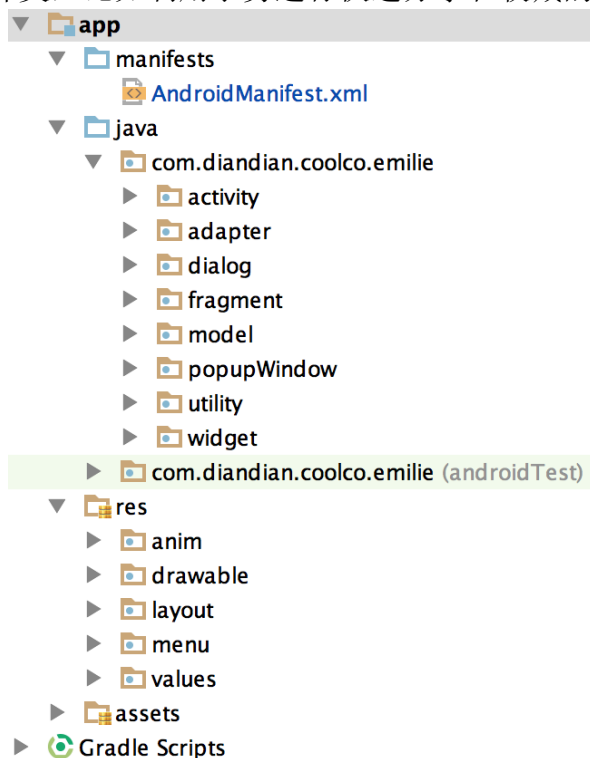 app
manifests
AndroidManifest.xml
java
com.diandian.coolco.emilie
activity
adapter
dialog
fragment
model
popupWindow
utility
widget
com.diandian.coolco.emilie (androidTest)
res
anim
drawable
layout
menu
values
assets
Gradle Scripts